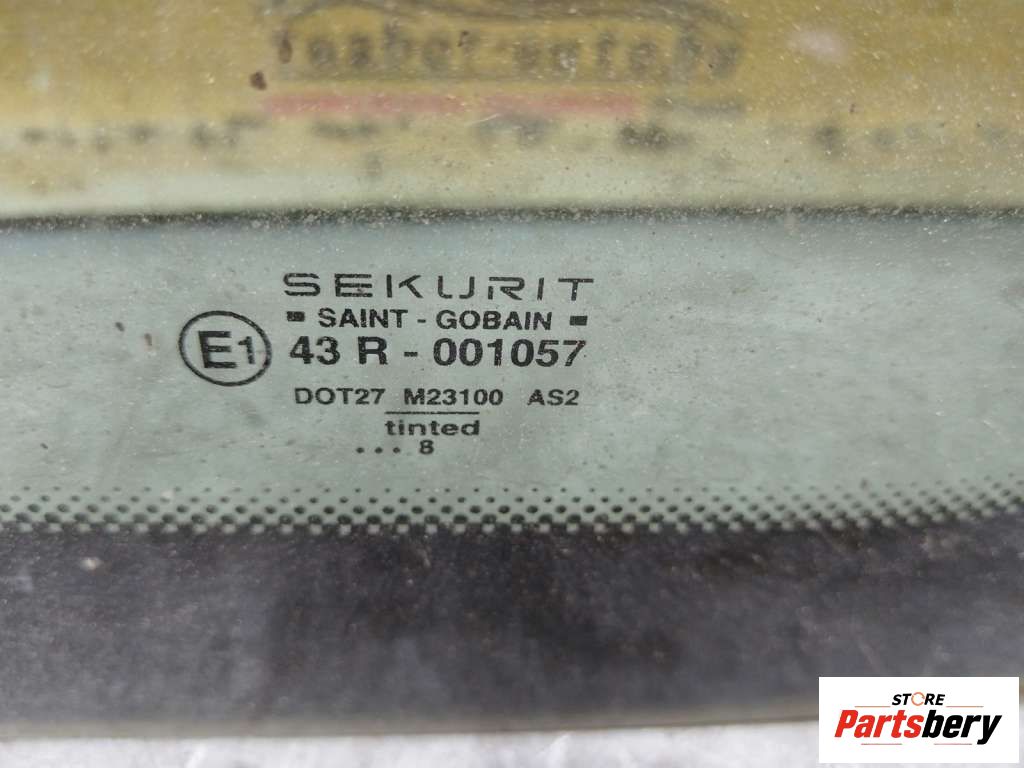 SEKURIT
SAINT - GOBAIN
E1
43 R - 001057
DOT27 M23100 AS2
tinted
... 8
STORE
Partsbery